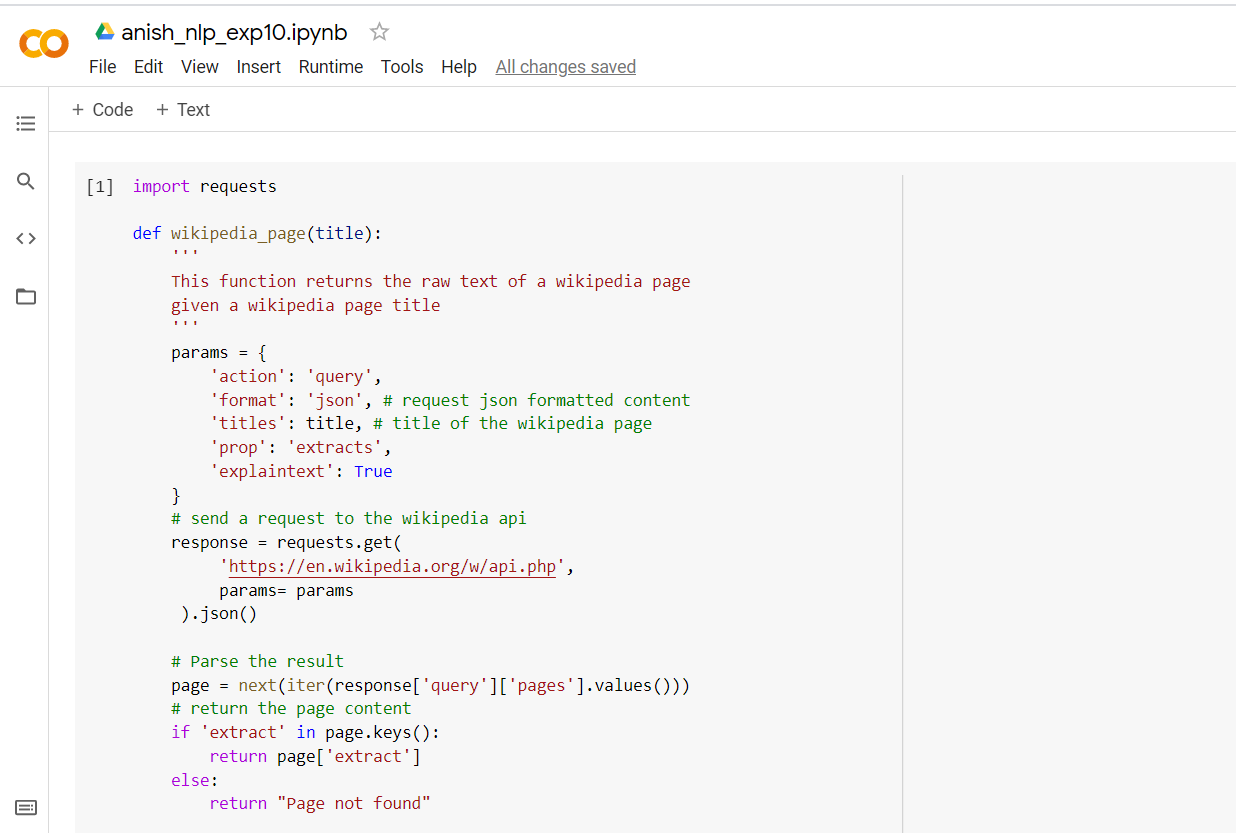 anish_nlp_exp10.ipynb
File Edit View Insert Runtime Tools Help All changes saved
+ Code + Text
[1] import requests
def wikipedia_page(title):
'''
This function returns the raw text of a wikipedia page
given a wikipedia page title
'''
params = {
'action': 'query',
'format': 'json', # request json formatted content
'titles': title, # title of the wikipedia page
'prop': 'extracts',
'explaintext': True
}
# send a request to the wikipedia api
response = requests.get(
'https://en.wikipedia.org/w/api.php',
params= params
).json()
# Parse the result
page = next(iter(response['query']['pages'].values()))
# return the page content
if 'extract' in page.keys():
return page['extract']
else:
return "Page not found"